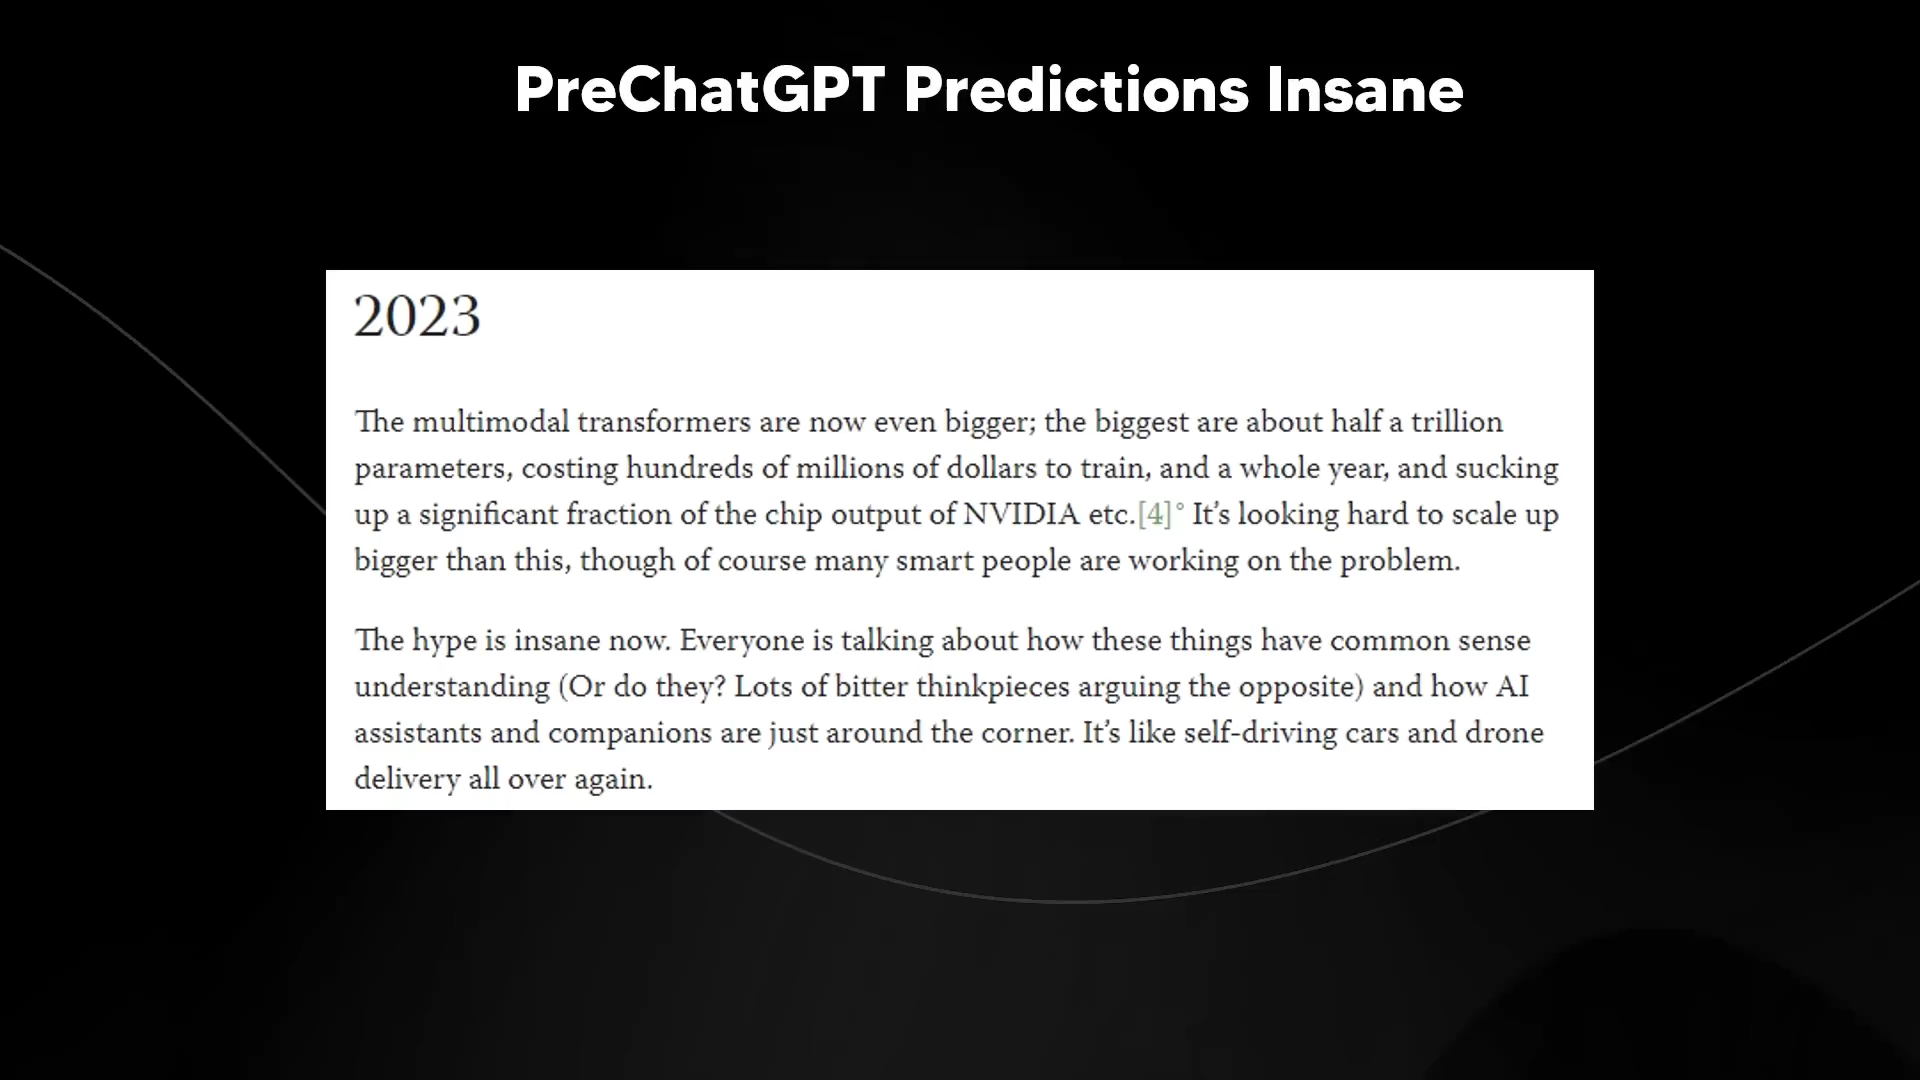 PreChatGPT Predictions Insane
2023
The multimodal transformers are now even bigger; the biggest are about half a trillion
parameters, costing hundreds of millions of dollars to train, and a whole year, and sucking
up a significant fraction of the chip output of NVIDIA etc.[4]° It’s looking hard to scale up
bigger than this, though of course many smart people are working on the problem.
The hype is insane now. Everyone is talking about how these things have common sense
understanding (Or do they? Lots of bitter thinkpieces arguing the opposite) and how AI
assistants and companions are just around the corner. It’s like self-driving cars and drone
delivery all over again.